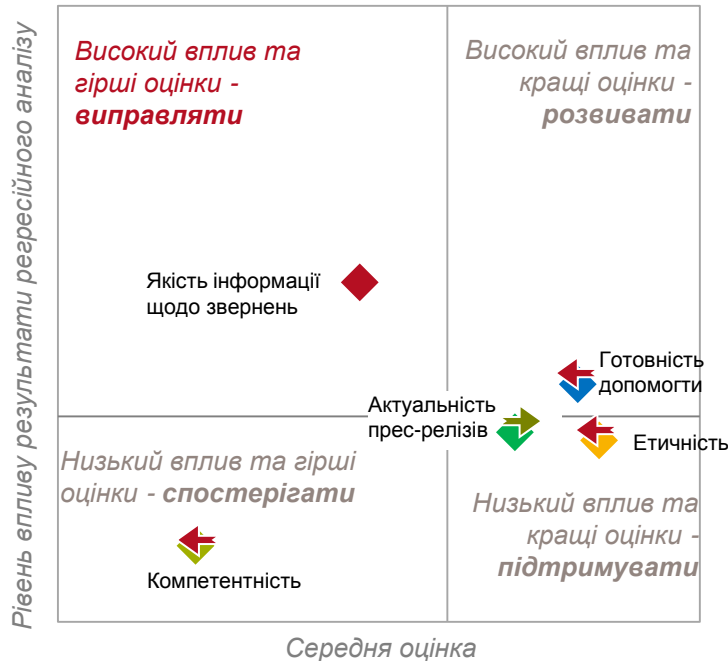 Рівень впливу результати регресійного аналізу
Високий вплив та
гірші оцінки -
виправляти
Високий вплив та
кращі оцінки -
розвивати
Якість інформації
щодо звернень
Готовність
допомогти
Актуальність
прес-релізів
Етичність
Низький вплив та гірші
оцінки - спостерігати
Низький вплив та
кращі оцінки -
підтримувати
Компетентність
Середня оцінка